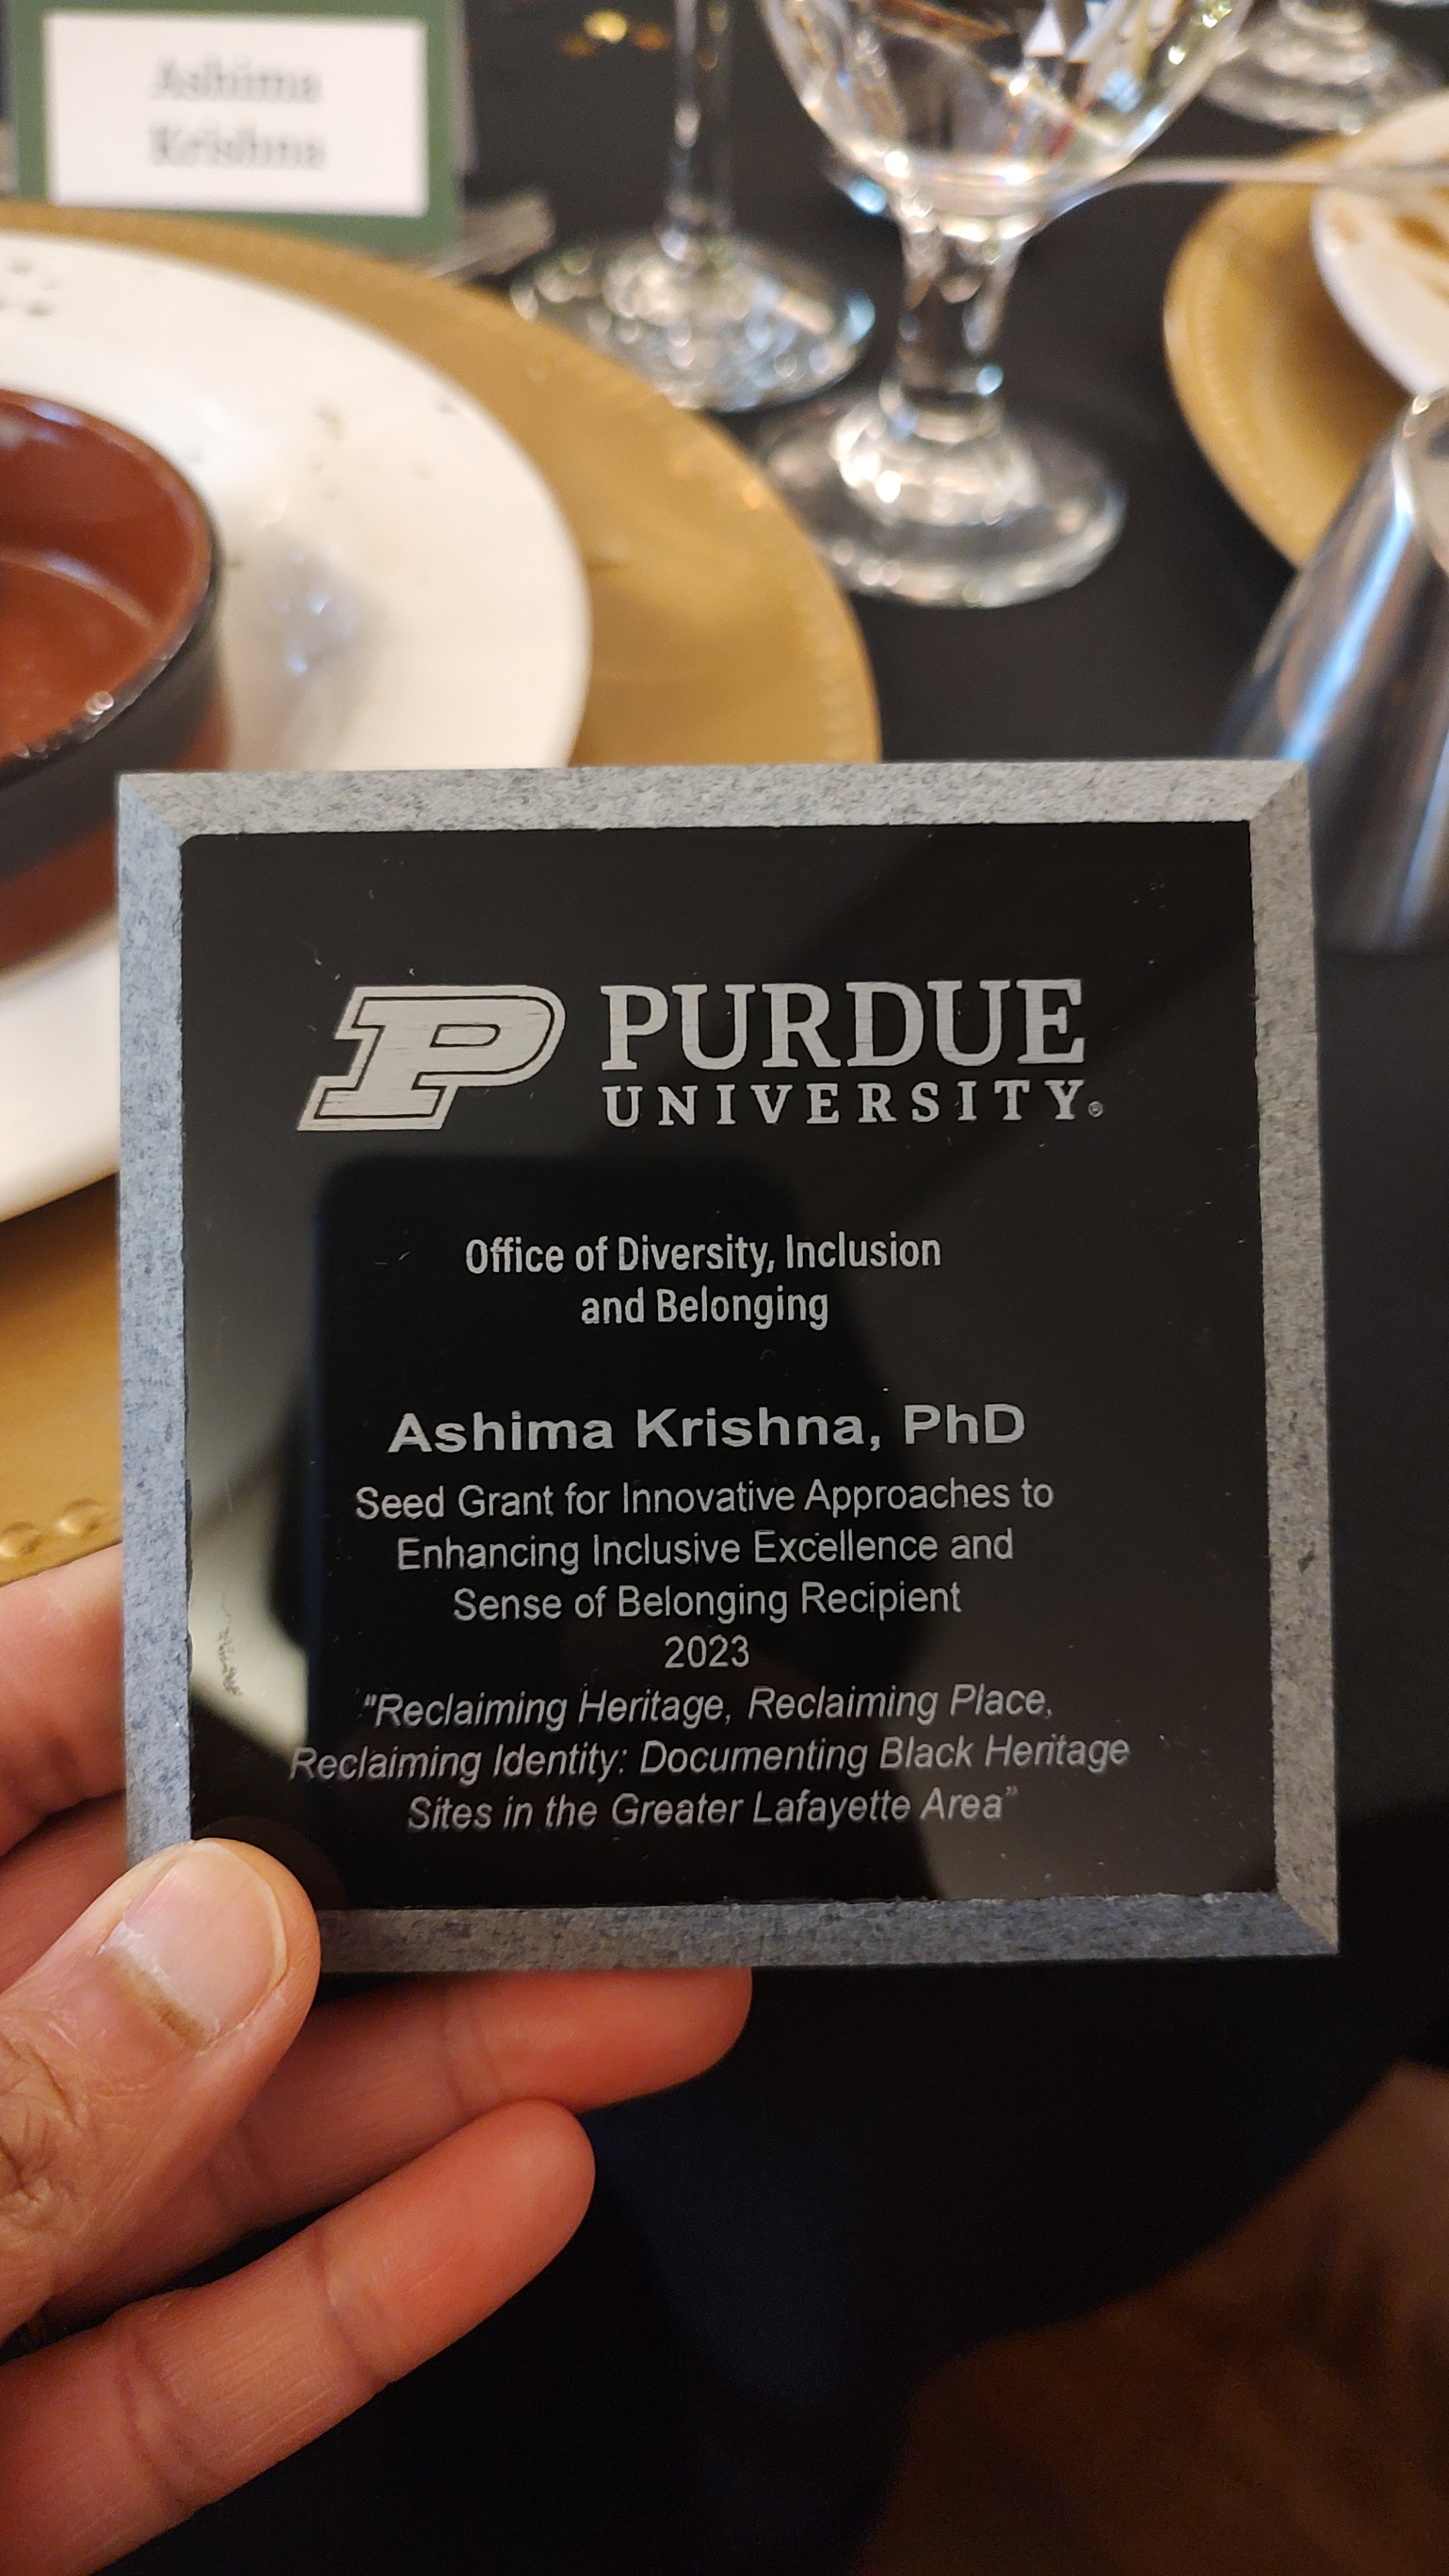 Ashima
Krishna
P PURDUE
UNIVERSITY®
Office of Diversity, Inclusion
and Belonging
Ashima Krishna, PhD
Seed Grant for Innovative Approaches to
Enhancing Inclusive Excellence and
Sense of Belonging Recipient
2023
"Reclaiming Heritage, Reclaiming Place,
Reclaiming Identity: Documenting Black Heritage
Sites in the Greater Lafayette Area”